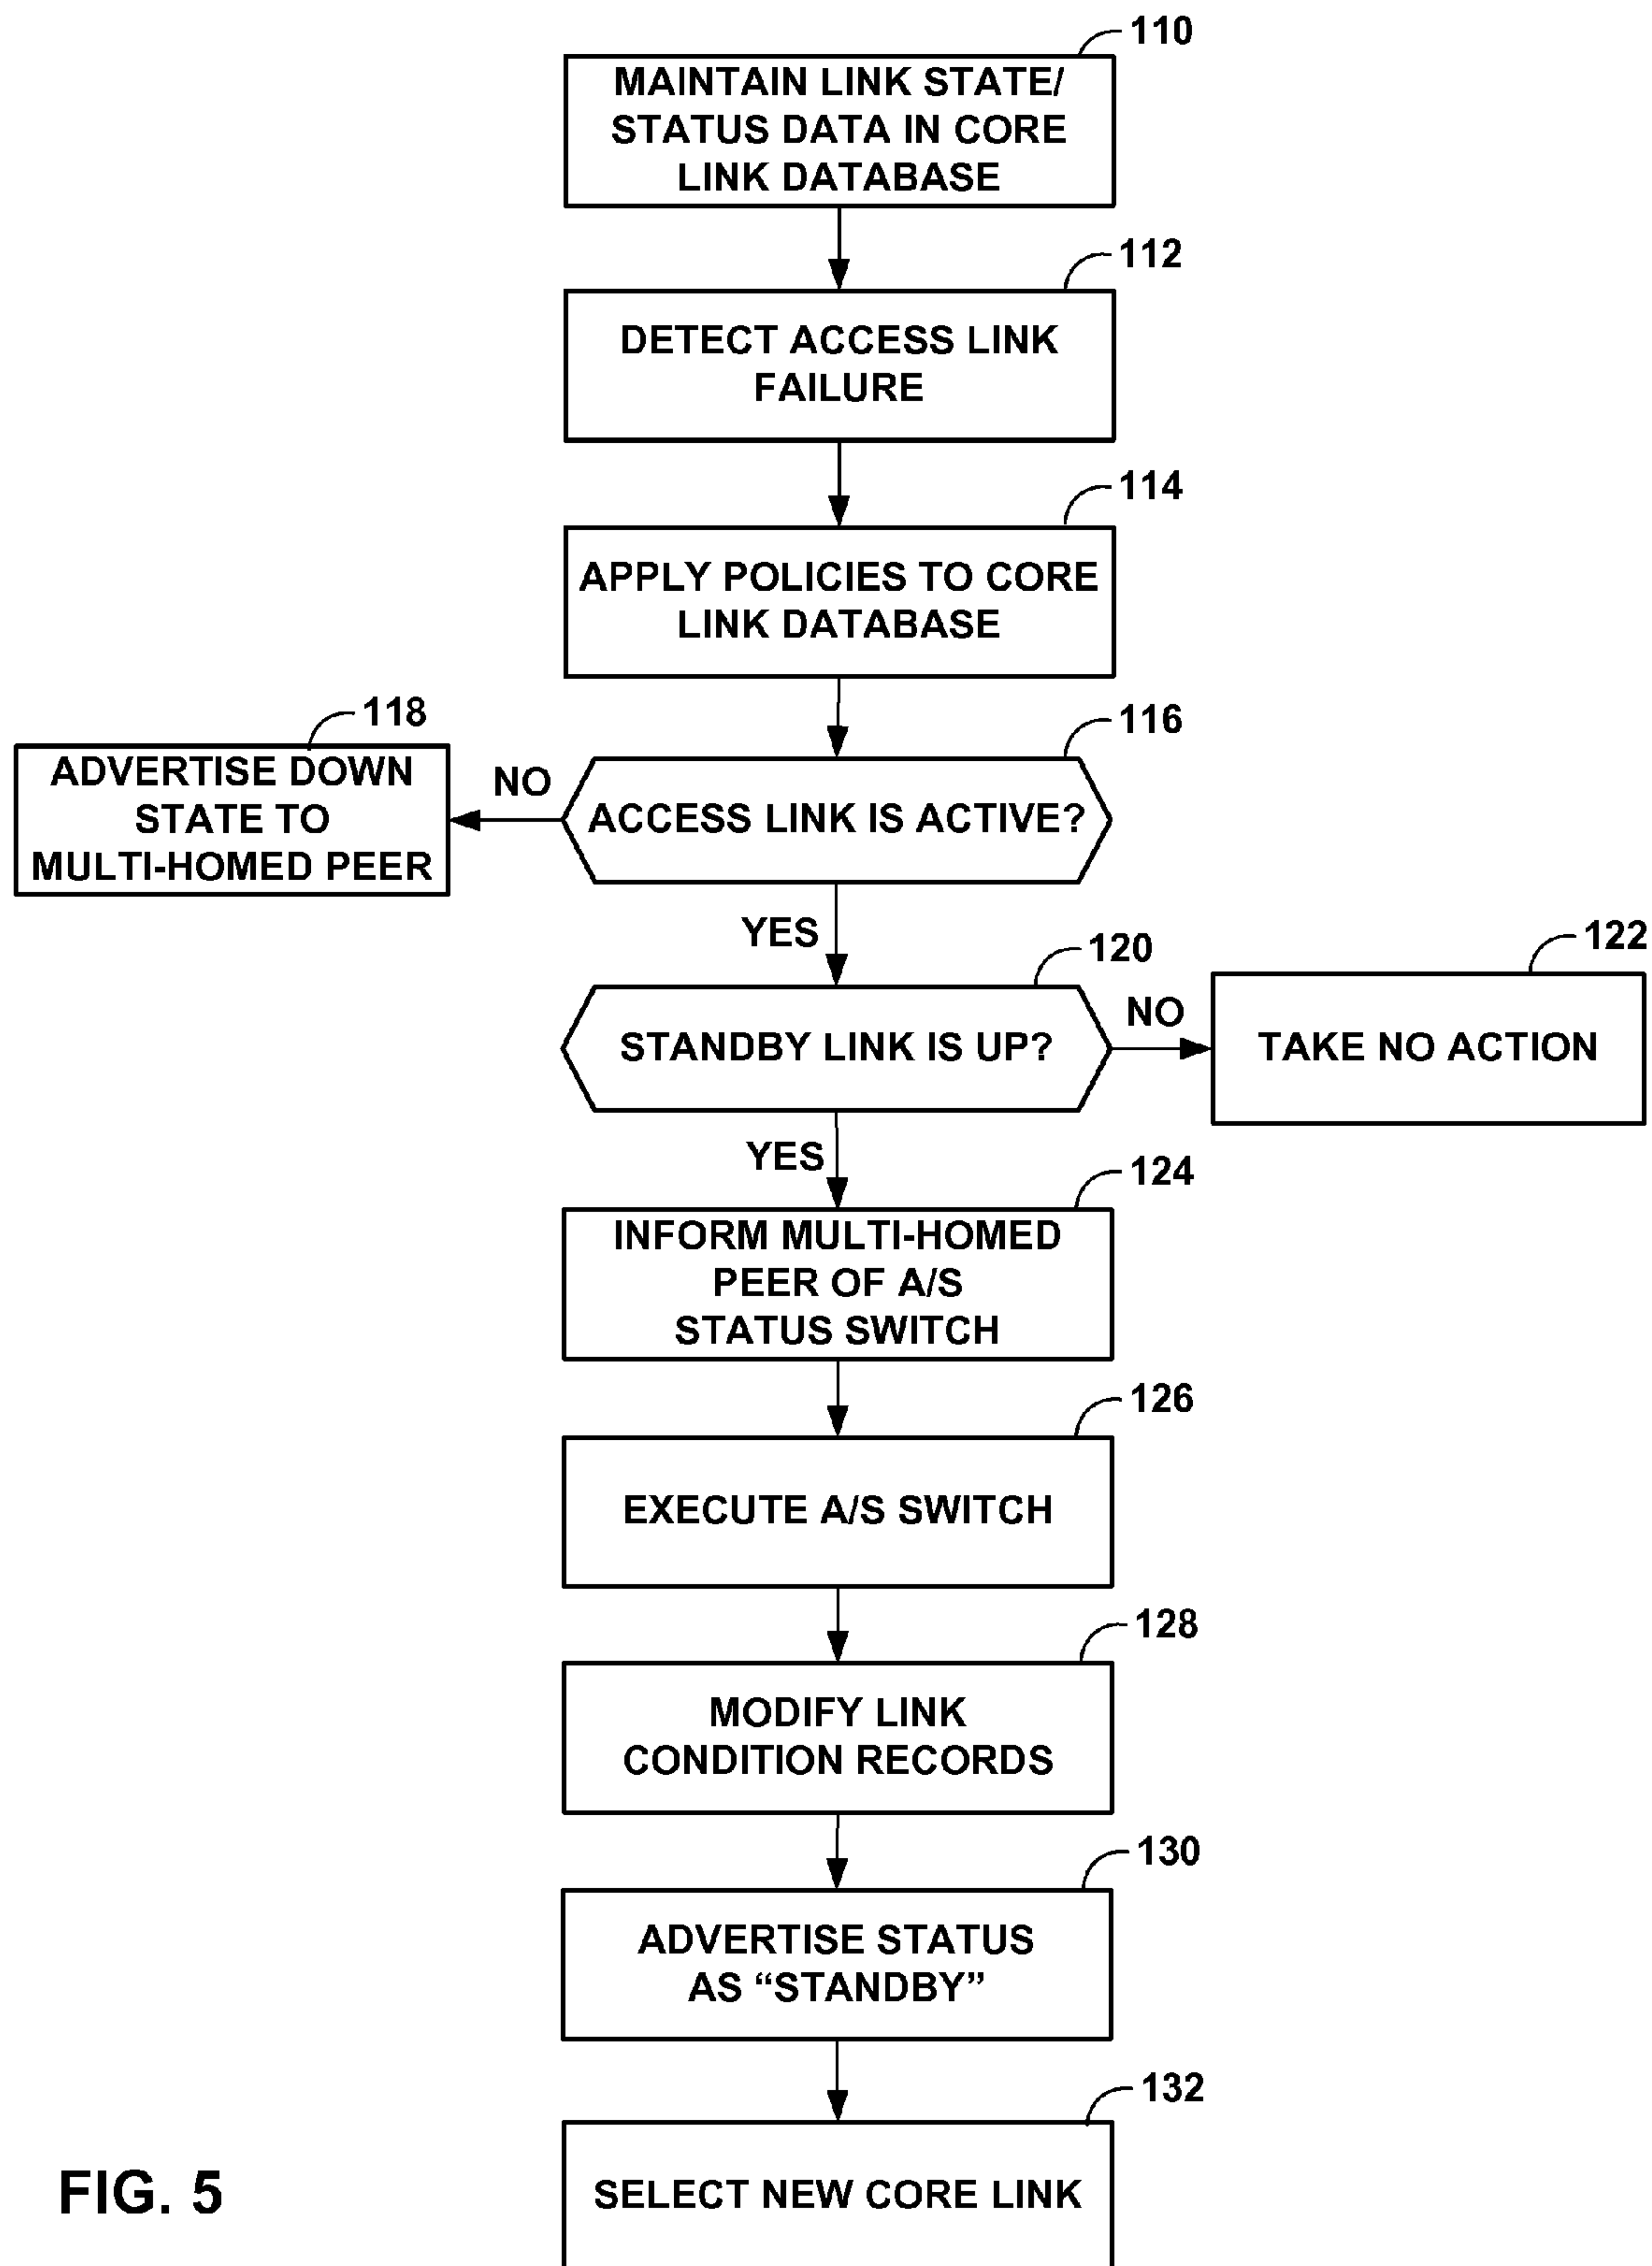 110
MAINTAIN LINK STATE/
STATUS DATA IN CORE
LINK DATABASE
112
DETECT ACCESS LINK
FAILURE
114
APPLY POLICIES TO CORE
LINK DATABASE
116
ACCESS LINK IS ACTIVE?
NO
118
ADVERTISE DOWN
STATE TO
MULTI-HOMED PEER
YES
120
STANDBY LINK IS UP?
NO
122
TAKE NO ACTION
YES
124
INFORM MULTI-HOMED
PEER OF A/S
STATUS SWITCH
126
EXECUTE A/S SWITCH
128
MODIFY LINK
CONDITION RECORDS
130
ADVERTISE STATUS
AS “STANDBY”
132
SELECT NEW CORE LINK
FIG. 5